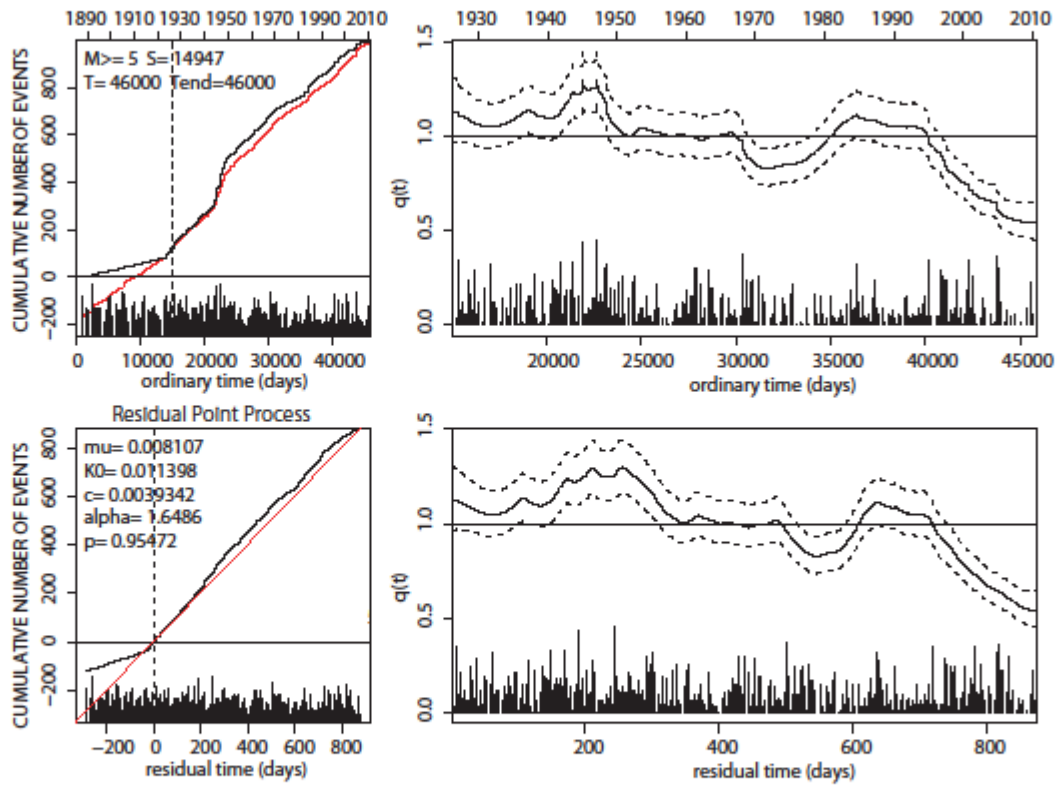 1890 1910 1930 1950 1970 1990 2010
CUMULATIVE NUMBER OF EVENTS
800
600
400
200
0
−200
M>= 5 S= 14947
T= 46000 Tend=46000
0 10000 20000 30000 40000
ordinary time (days)
1930 1940 1950 1960 1970 1980 1990 2000 2010
q(t)
1.5
1.0
0.5
0.0
20000 25000 30000 35000 40000 45000
ordinary time (days)
Residual Point Process
CUMULATIVE NUMBER OF EVENTS
800
600
400
200
0
−200
mu= 0.008107
K0= 0.011398
c= 0.0039342
alpha= 1.6486
p= 0.95472
−200 0 200 400 600 800
residual time (days)
q(t)
1.5
1.0
0.5
0.0
200 400 600 800
residual time (days)